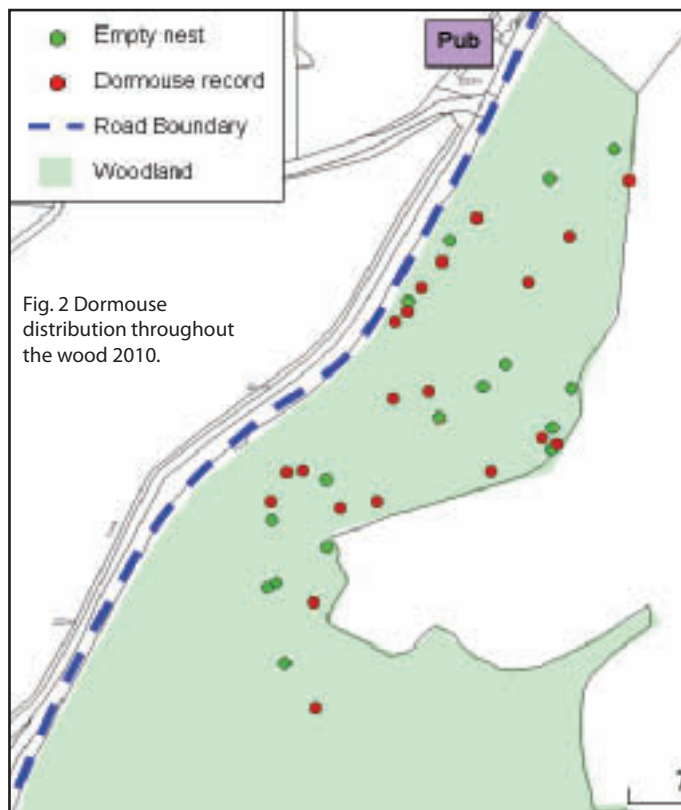 Empty nest
Pub
Dormouse record
Road Boundary
Woodland
Fig. 2 Dormouse
distribution throughout
the wood 2010.